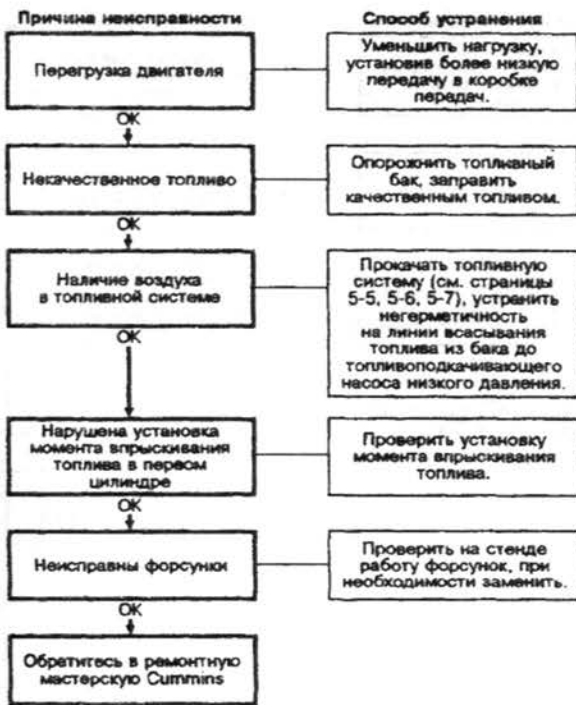 Причина неисправности
Способ устранения
Перегрузка двигателя
Уменьшить нагрузку,
установив более низкую
передачу в коробке
передач.
ОК
Некачественное топливо
Опорожнить топливный
бак, заправить
качественным топливом.
ОК
Наличие воздуха
в топливной системе
Прокачать топливную
систему (см. страницы
5-5, 5-6, 5-7), устранить
негерметичность
на линии всасывания
топлива из бака до
топливоподкачивающего
насоса низкого давления.
ОК
Нарушена установка
момента впрыскивания
топлива в первом
цилиндре
Проверить установку
момента впрыскивания
топлива.
ОК
Неисправны форсунки
Проверить на стенде
работу форсунок, при
необходимости заменить.
ОК
Обратитесь в ремонтную
мастерскую Cummins